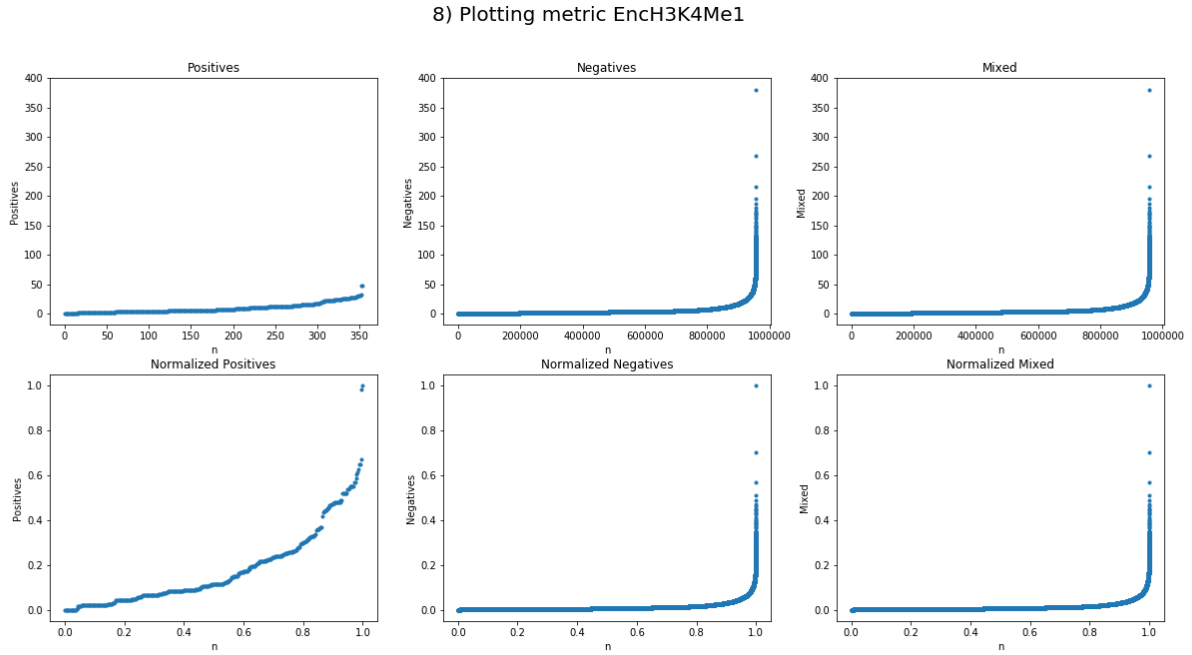 8) Plotting metric EncH3K4Me1
Positives
Negatives
Mixed
400
350
300
250
200
150
100
50
0
Positives
0 50 100 150 200 250 300 350
n
400
350
300
250
200
150
100
50
0
Negatives
0 200000 400000 600000 800000 1000000
n
400
350
300
250
200
150
100
50
0
Mixed
0 200000 400000 600000 800000 1000000
n
Normalized Positives
Normalized Negatives
Normalized Mixed
1.0
0.8
0.6
0.4
0.2
0.0
Positives
0.0 0.2 0.4 0.6 0.8 1.0
n
1.0
0.8
0.6
0.4
0.2
0.0
Negatives
0.0 0.2 0.4 0.6 0.8 1.0
n
1.0
0.8
0.6
0.4
0.2
0.0
Mixed
0.0 0.2 0.4 0.6 0.8 1.0
n